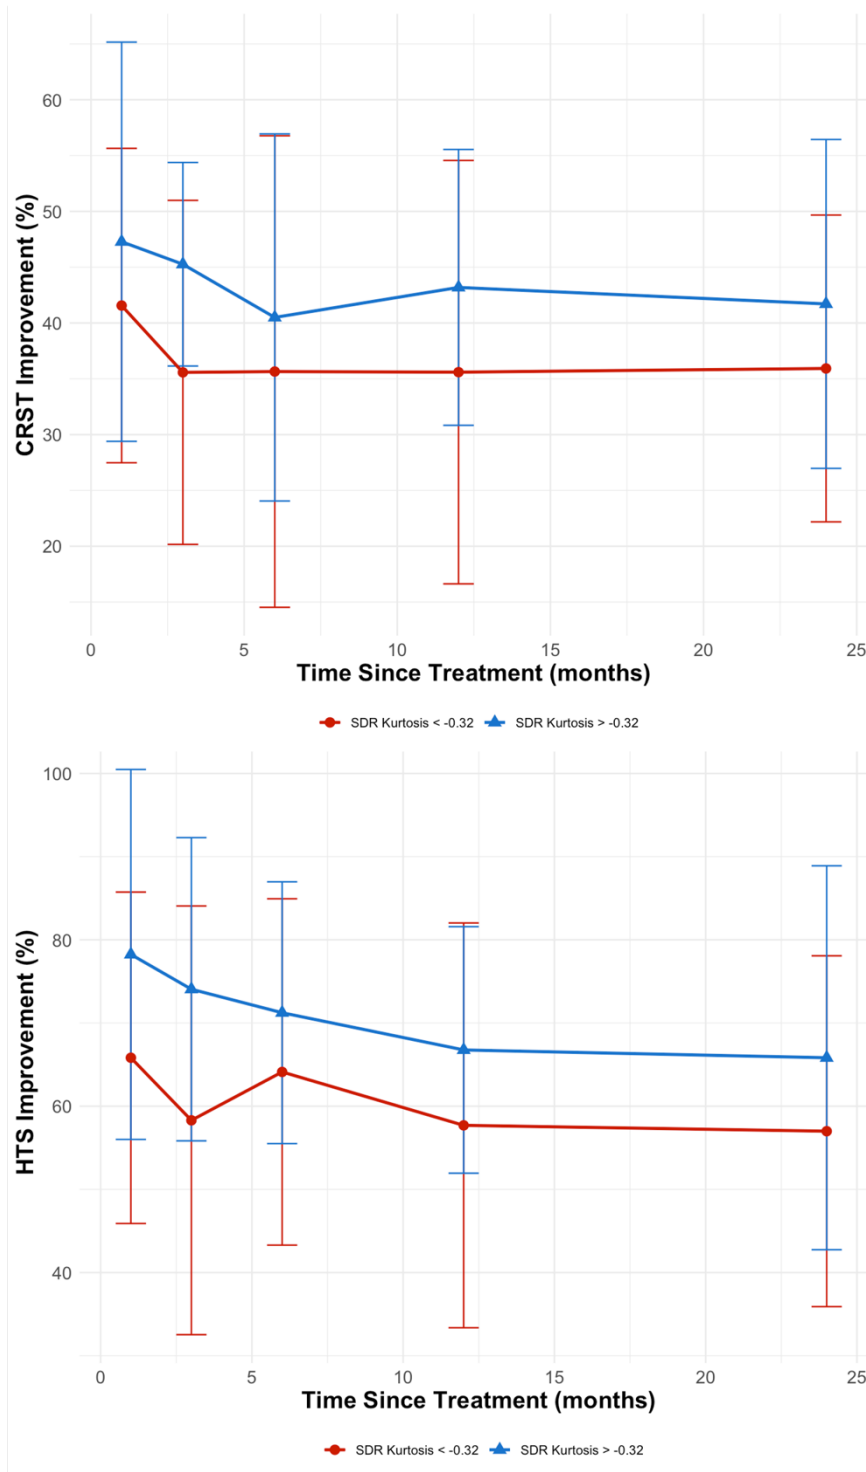 CRST Improvement (%)
60
50
40
30
20
0 5 10 15 20 25
Time Since Treatment (months)
SDR Kurtosis < -0.32 SDR Kurtosis > -0.32
HTS Improvement (%)
100
80
60
40
0 5 10 15 20 25
Time Since Treatment (months)
SDR Kurtosis < -0.32 SDR Kurtosis > -0.32